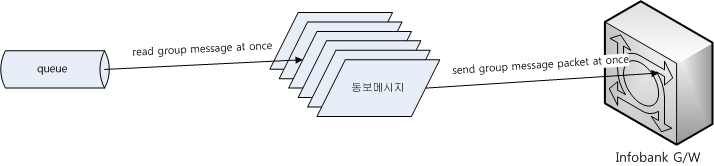 queue
read group message at once
동보메시지
send group message packet at once
Infobank G/W